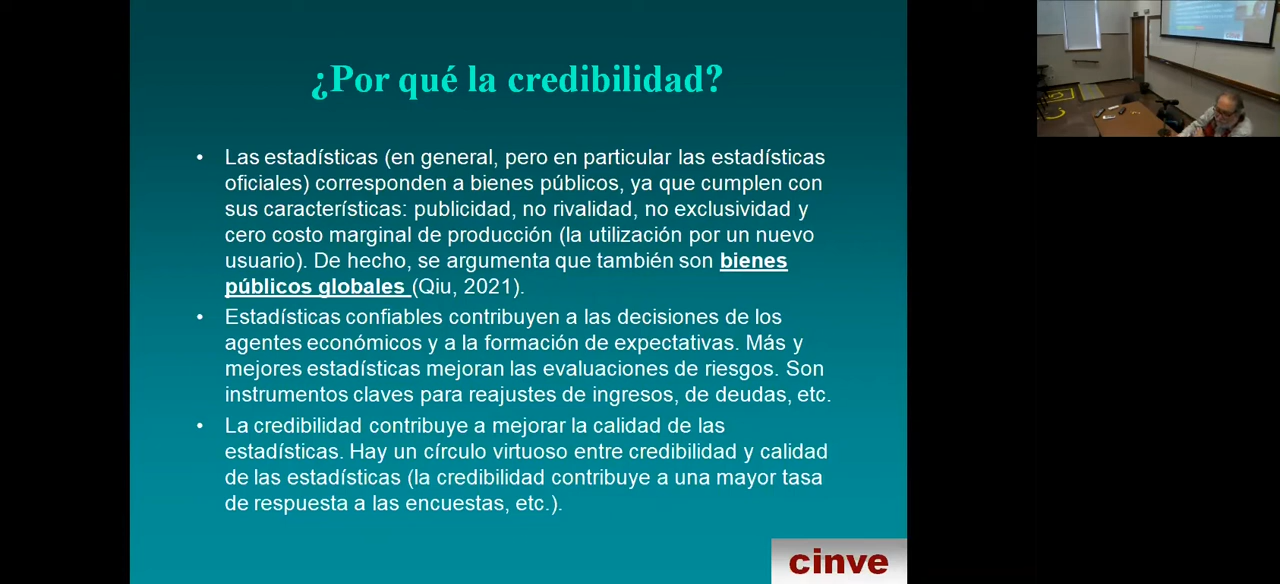 ¿Por qué la credibilidad?
• Las estadísticas (en general, pero en particular las estadísticas
oficiales) corresponden a bienes públicos, ya que cumplen con
sus características: publicidad, no rivalidad, no exclusividad y
cero costo marginal de producción (la utilización por un nuevo
usuario). De hecho, se argumenta que también son bienes
públicos globales (Qiu, 2021).
• Estadísticas confiables contribuyen a las decisiones de los
agentes económicos y a la formación de expectativas. Más y
mejores estadísticas mejoran las evaluaciones de riesgos. Son
instrumentos claves para reajustes de ingresos, de deudas, etc.
• La credibilidad contribuye a mejorar la calidad de las
estadísticas. Hay un círculo virtuoso entre credibilidad y calidad
de las estadísticas (la credibilidad contribuye a una mayor tasa
de respuesta a las encuestas, etc.).
cinve